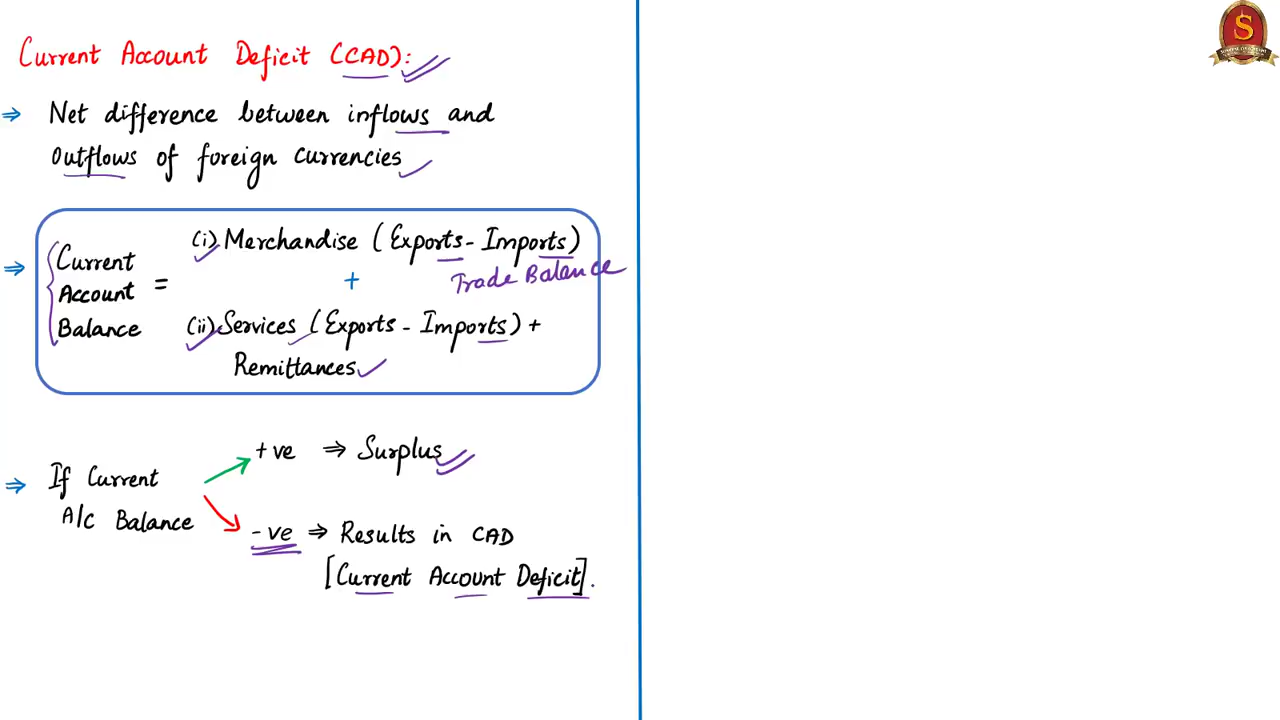 Current Account Deficit (CAD):
⇒ Net difference between inflows and
outflows of foreign currencies
⇒ Current Account Balance = (i) Merchandise (Exports - Imports)
Trade Balance
+
(ii) Services (Exports - Imports) +
Remittances
⇒ If Current
A/c Balance
+ve ⇒ Surplus
-ve ⇒ Results in CAD
[Current Account Deficit].
S